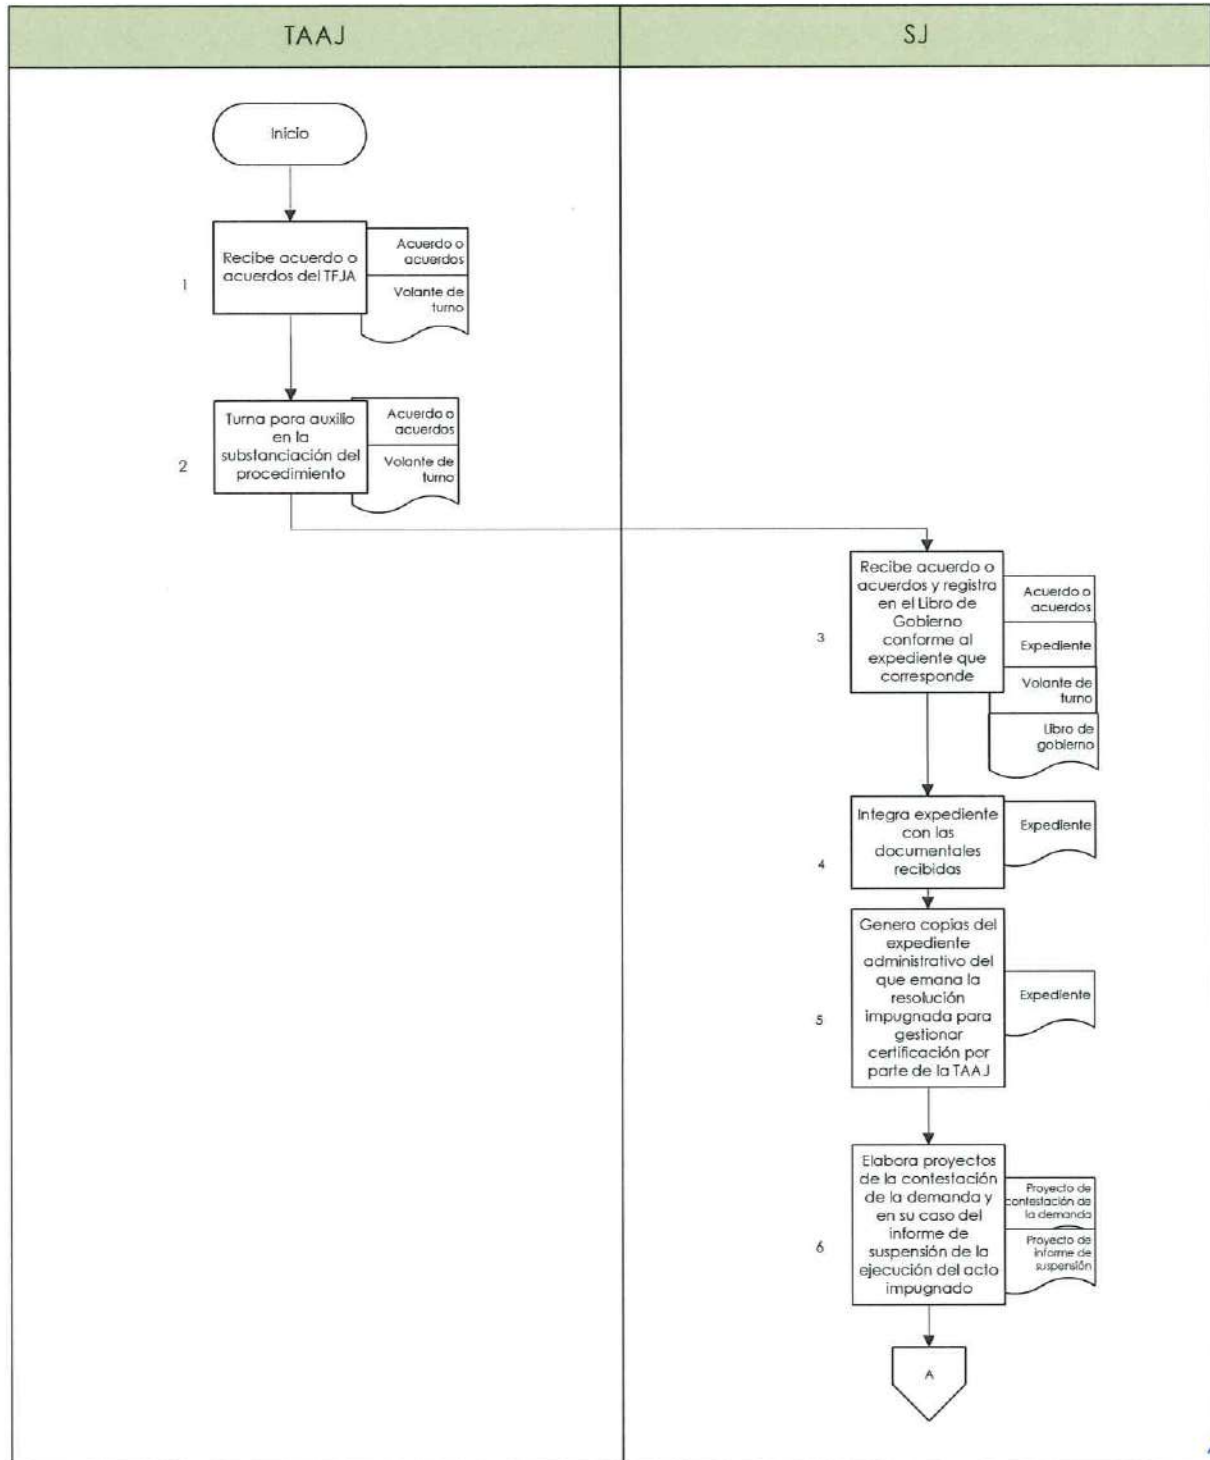 TAAJ
SJ
Inicio
1
Recibe acuerdo o
acuerdos del TFJA
Acuerdo o
acuerdos
Volante de
turno
2
Turna para auxilio
en la
substanciación del
procedimiento
Acuerdo o
acuerdos
Volante de
turno
3
Recibe acuerdo o
acuerdos y registra
en el Libro de
Gobierno
conforme al
expediente que
corresponde
Acuerdo o
acuerdos
Expediente
Volante de
turno
Libro de
gobierno
4
Integra expediente
con las
documentales
recibidas
Expediente
5
Genera copias del
expediente
administrativo del
que emana la
resolución
impugnada para
gestionar
certificación por
parte de la TAAJ
Expediente
6
Elabora proyectos
de la contestación
de la demanda y
en su caso del
informe de
suspensión de la
ejecución del acto
impugnado
Proyecto de
contestación de
la demanda
Proyecto de
informe de
suspensión
A